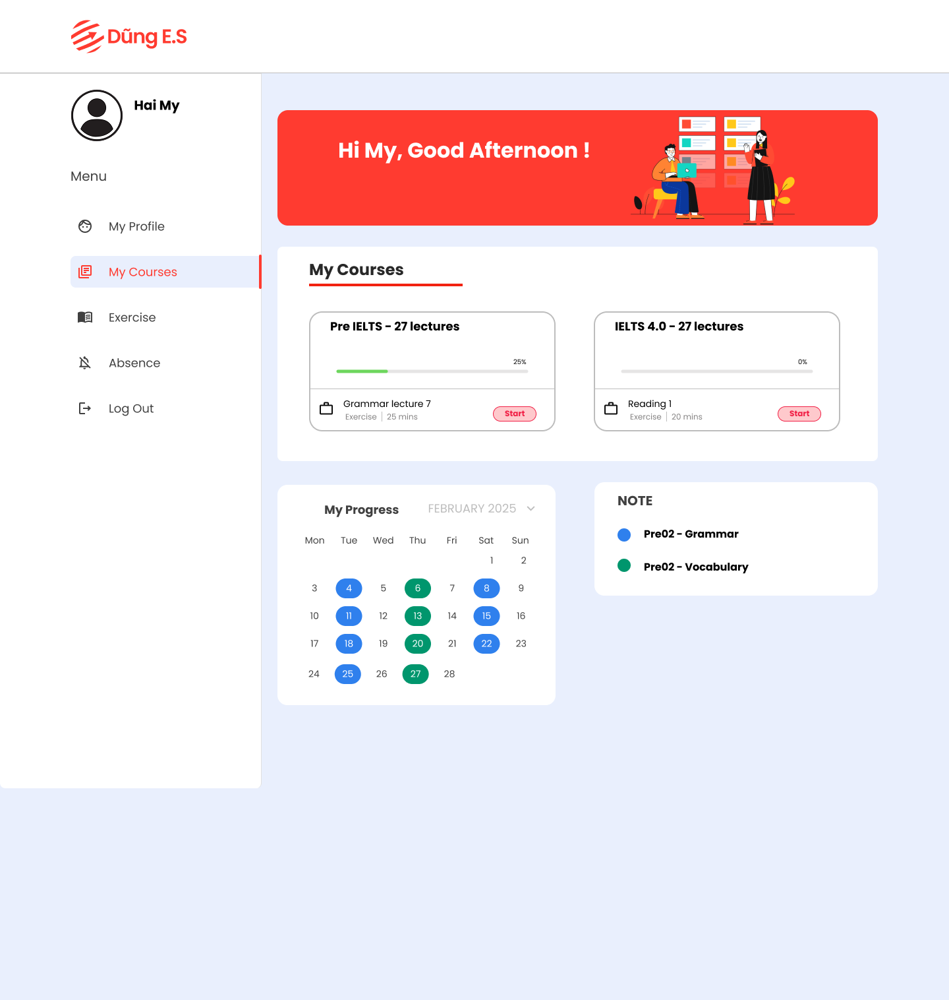 Dũng E.S
Hai My
Menu
My Profile
My Courses
Exercise
Absence
Log Out
Hi My, Good Afternoon !
My Courses
Pre IELTS - 27 lectures
25%
Grammar lecture 7
Exercise 25 mins
Start
IELTS 4.0 - 27 lectures
0%
Reading 1
Exercise 20 mins
Start
My Progress FEBRUARY 2025
Mon Tue Wed Thu Fri Sat Sun
1 2
3 4 5 6 7 8 9
10 11 12 13 14 15 16
17 18 19 20 21 22 23
24 25 26 27 28
NOTE
Pre02 - Grammar
Pre02 - Vocabulary